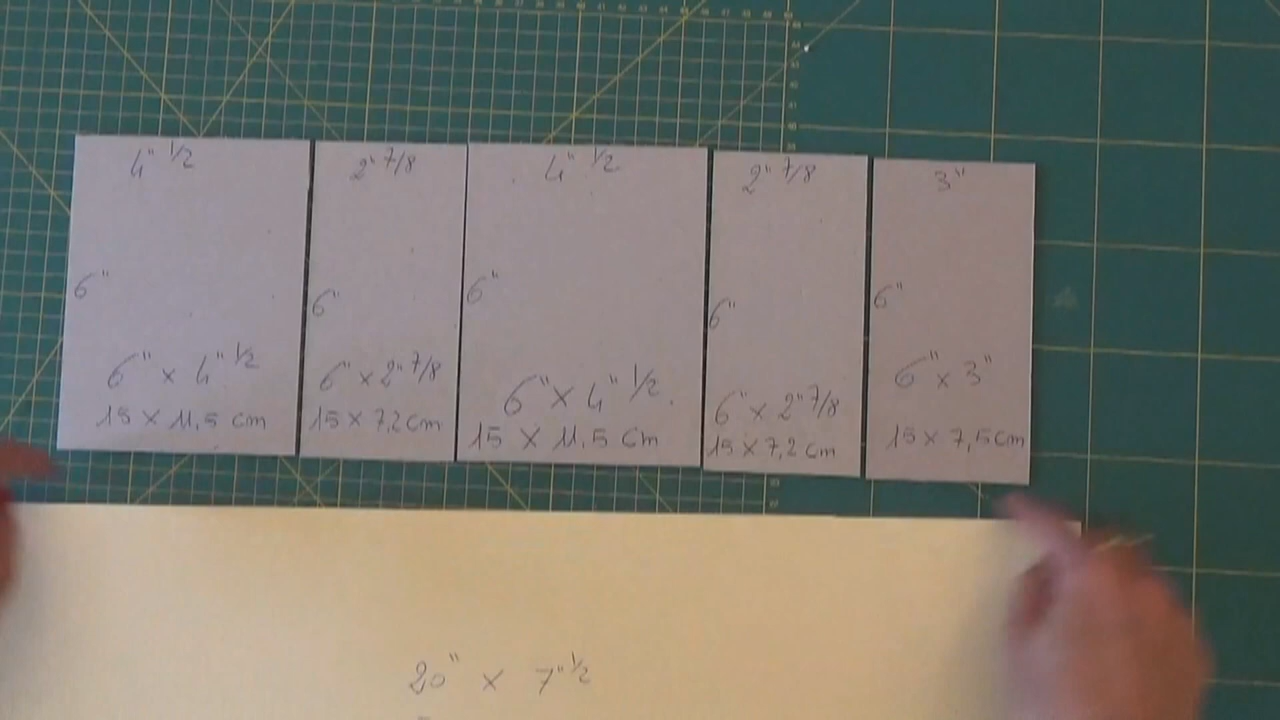 4" 1/2
6"
6" x 4" 1/2
15 x 11,5 cm
2" 7/8
6"
6" x 2" 7/8
15 x 7,2 cm
4" 1/2
6"
6" x 4" 1/2.
15 x 11,5 cm
2" 7/8
6"
6" x 2" 7/8
15 x 7,2 cm
3"
6"
6" x 3"
15 x 7,5 cm
20" x 7" 1/2